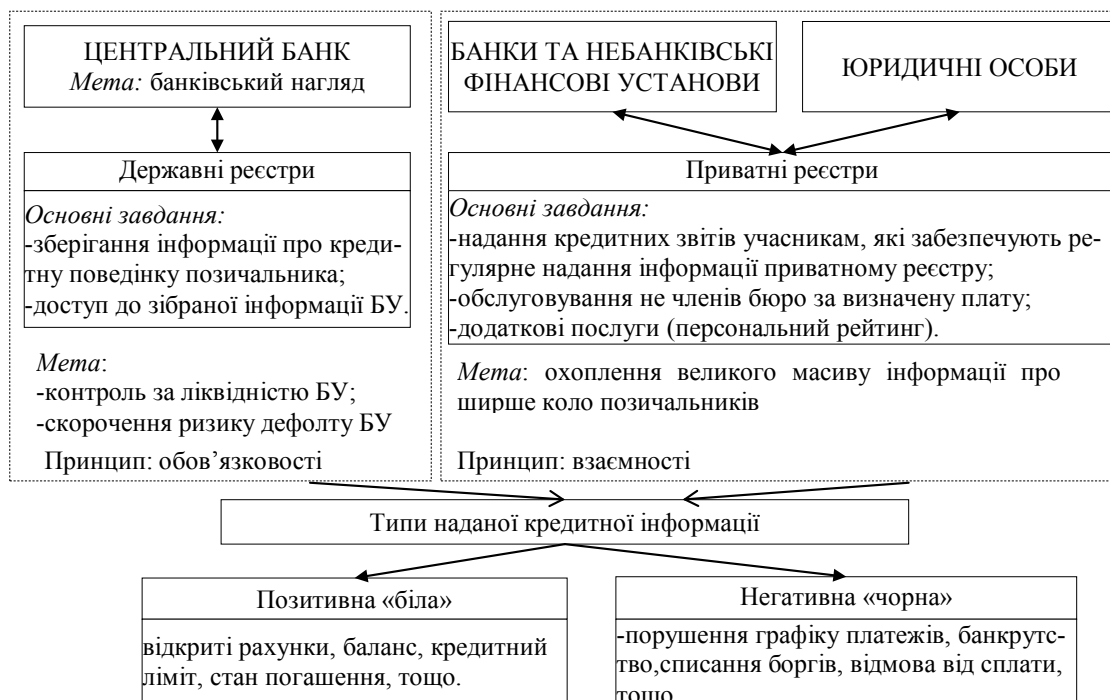 ЦЕНТРАЛЬНИЙ БАНК
Мета: банківський нагляд
БАНКИ ТА НЕБАНКІВСЬКІ
ФІНАНСОВІ УСТАНОВИ
ЮРИДИЧНІ ОСОБИ
Державні реєстри
Основні завдання:
-зберігання інформації про креди-
тну поведінку позичальника;
-доступ до зібраної інформації БУ.
Мета:
-контроль за ліквідністю БУ;
-скорочення ризику дефолту БУ
Принцип: обов’язковості
Приватні реєстри
Основні завдання:
-надання кредитних звітів учасникам, які забезпечують ре-
гулярне надання інформації приватному реєстру;
-обслуговування не членів бюро за визначену плату;
-додаткові послуги (персональний рейтинг).
Мета: охоплення великого масиву інформації про
ширше коло позичальників
Принцип: взаємності
Типи наданої кредитної інформації
Позитивна «біла»
відкриті рахунки, баланс, кредитний
ліміт, стан погашення, тощо.
Негативна «чорна»
-порушення графіку платежів, банкрутс-
тво,списання боргів, відмова від сплати,
тощо